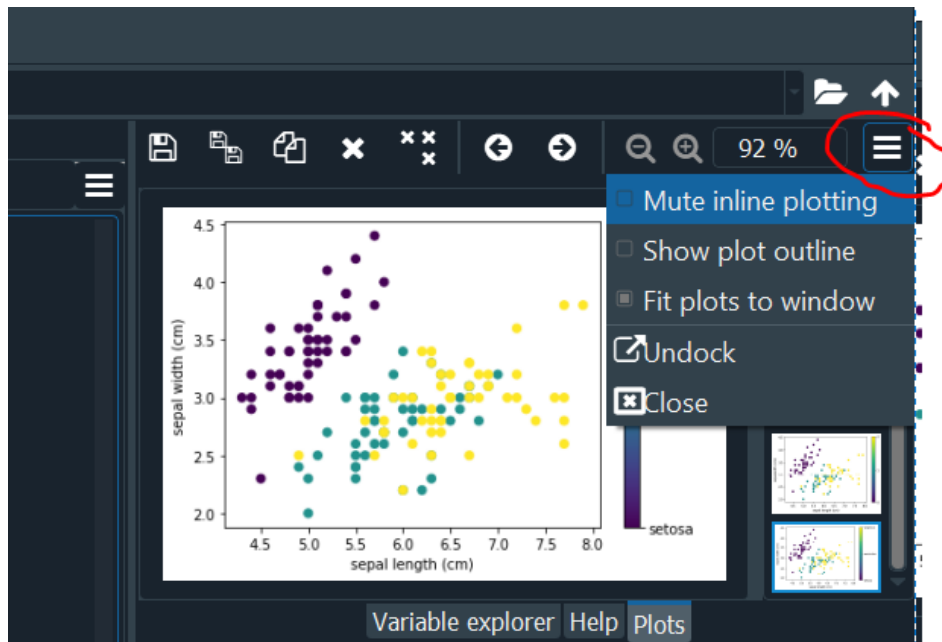 92 %
Mute inline plotting
Show plot outline
Fit plots to window
Undock
Close
4.5
4.0
3.5
3.0
2.5
2.0
sepal width (cm)
4.5 5.0 5.5 6.0 6.5 7.0 7.5 8.0
sepal length (cm)
setosa
Variable explorer Help Plots